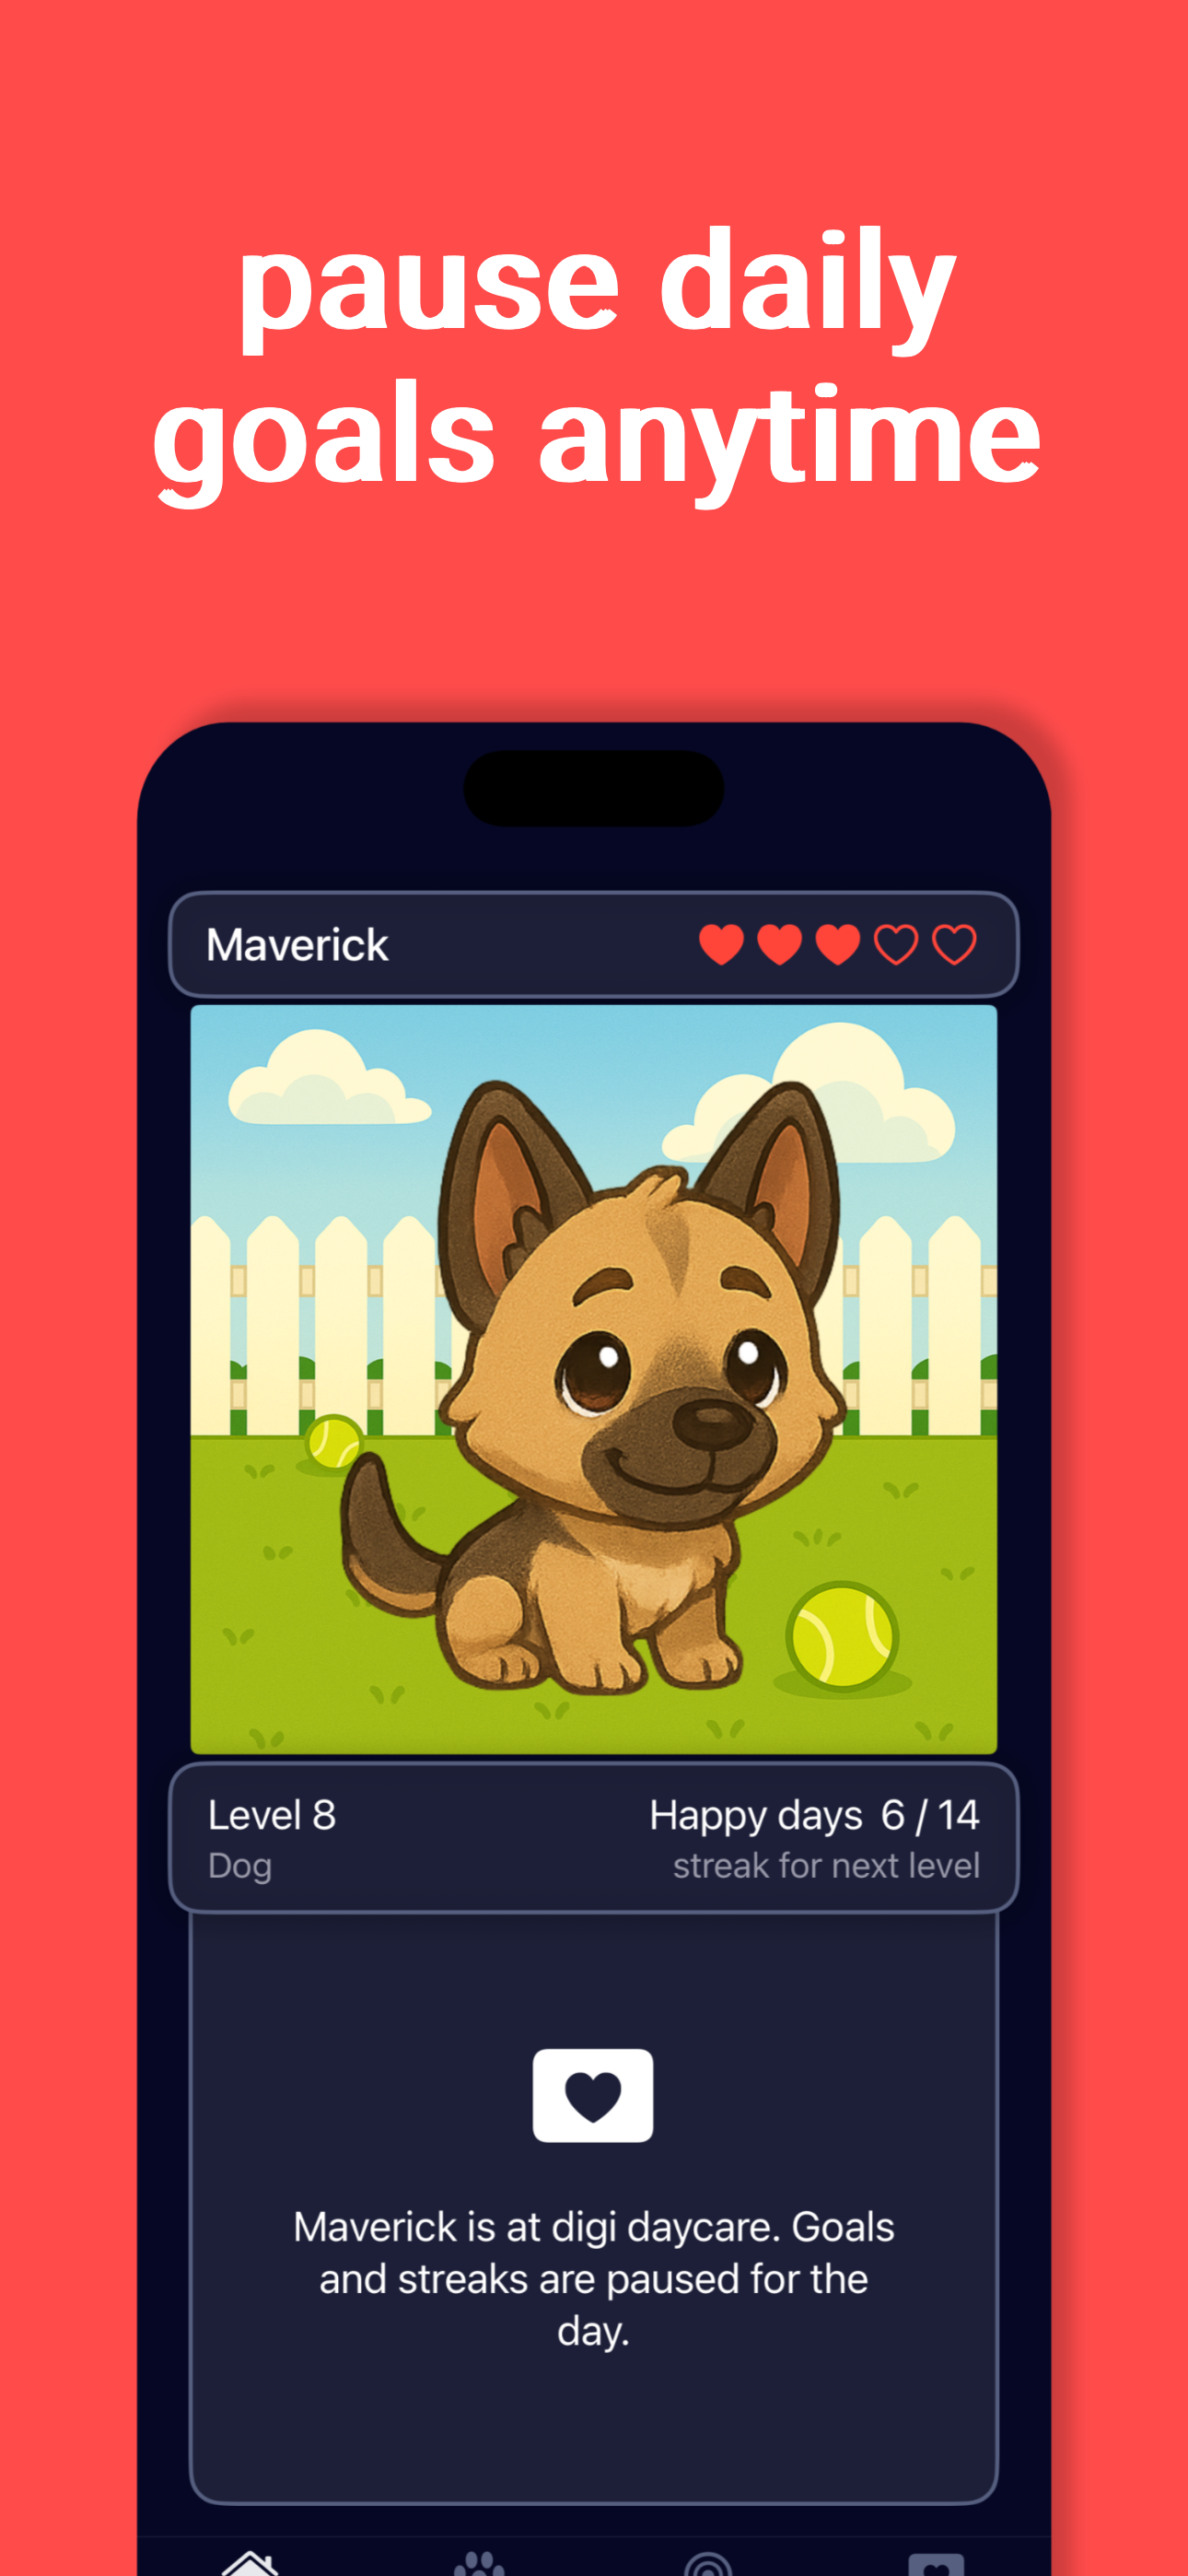 pause daily
goals anytime
Maverick
Level 8
Happy days 6 / 14
Dog
streak for next level
Maverick is at digi daycare. Goals
and streaks are paused for the
day.